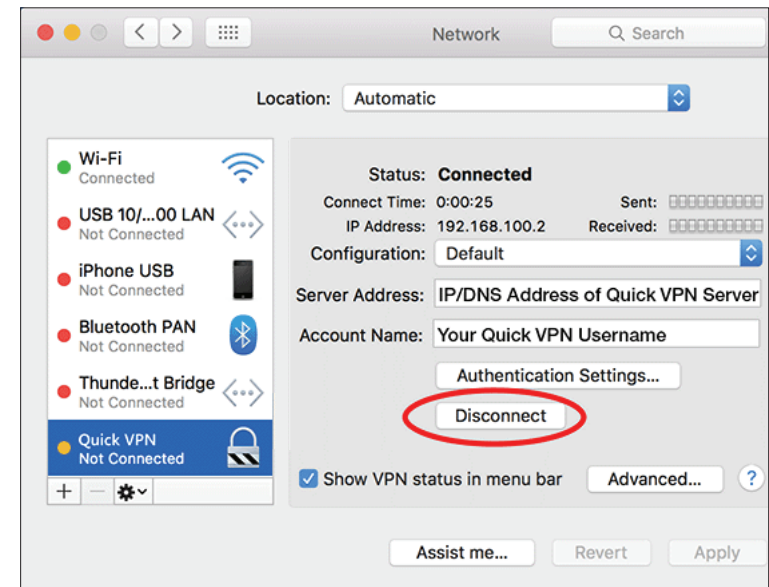 Network
Search
Location: Automatic
Wi-Fi
Connected
USB 10/...00 LAN
Not Connected
iPhone USB
Not Connected
Bluetooth PAN
Not Connected
Thunde...t Bridge
Not Connected
Quick VPN
Not Connected
Status: Connected
Connect Time: 0:00:25 Sent:
IP Address: 192.168.100.2 Received:
Configuration: Default
Server Address: IP/DNS Address of Quick VPN Server
Account Name: Your Quick VPN Username
Authentication Settings...
Disconnect
Show VPN status in menu bar Advanced... ?
Assist me... Revert Apply